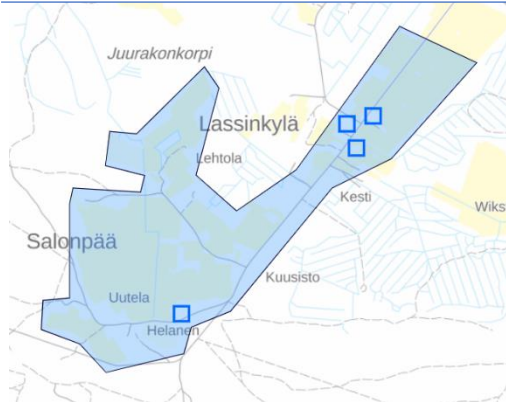 Juurakonkorpi
Lassinkylä
Lehtola
Kesti
Wiks
Salonpää
Kuusisto
Uutela
Helanen